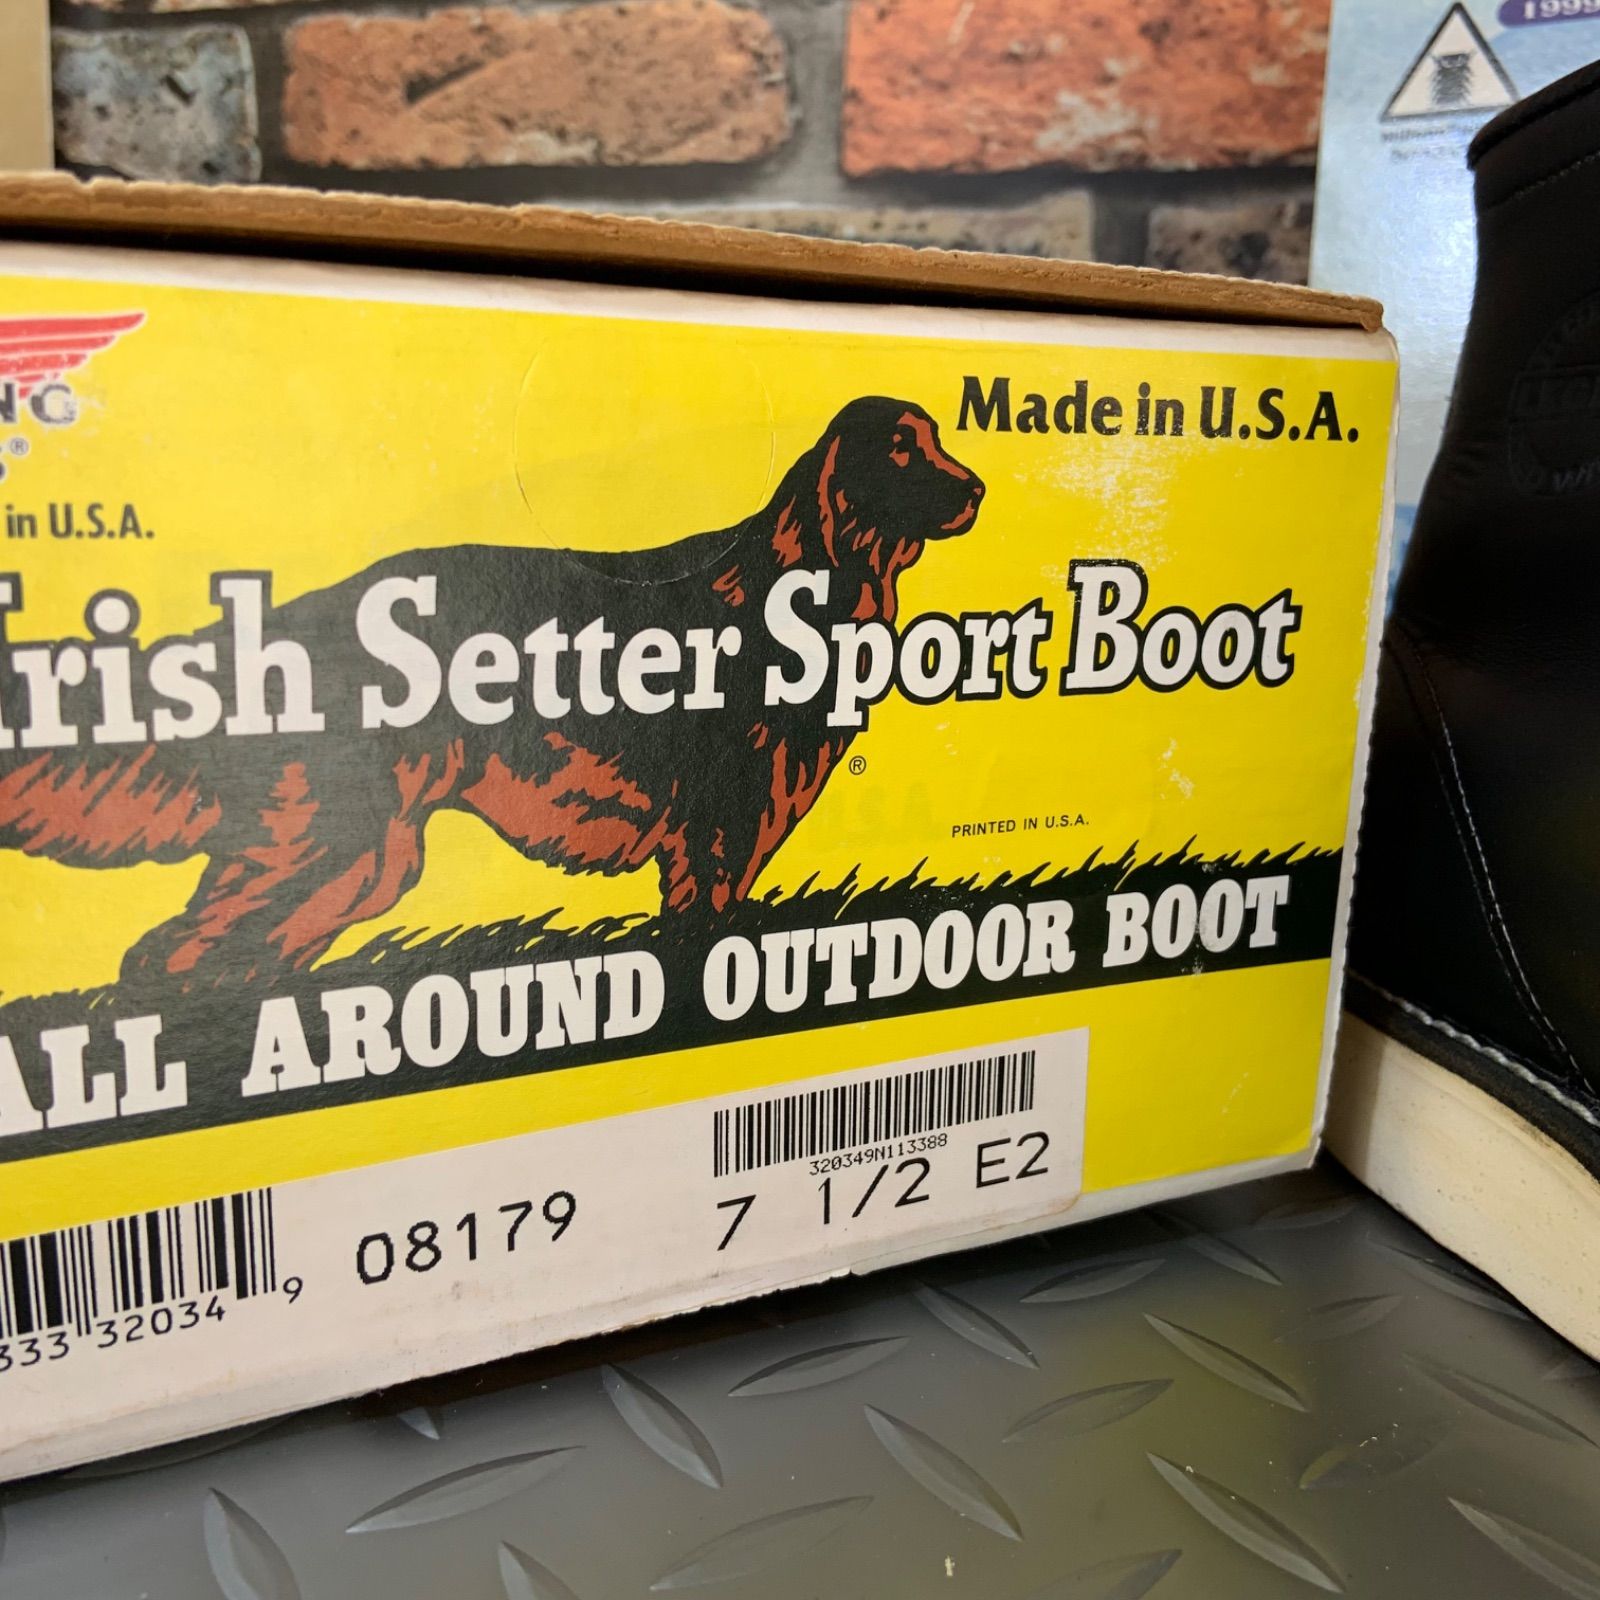 1999
Made in U.S.A.
in U.S.A.
Irish Setter Sport Boot
®
PRINTED IN U.S.A.
ALL AROUND OUTDOOR BOOT
320349N113388
08179 7 1/2 E2
333 32034 9